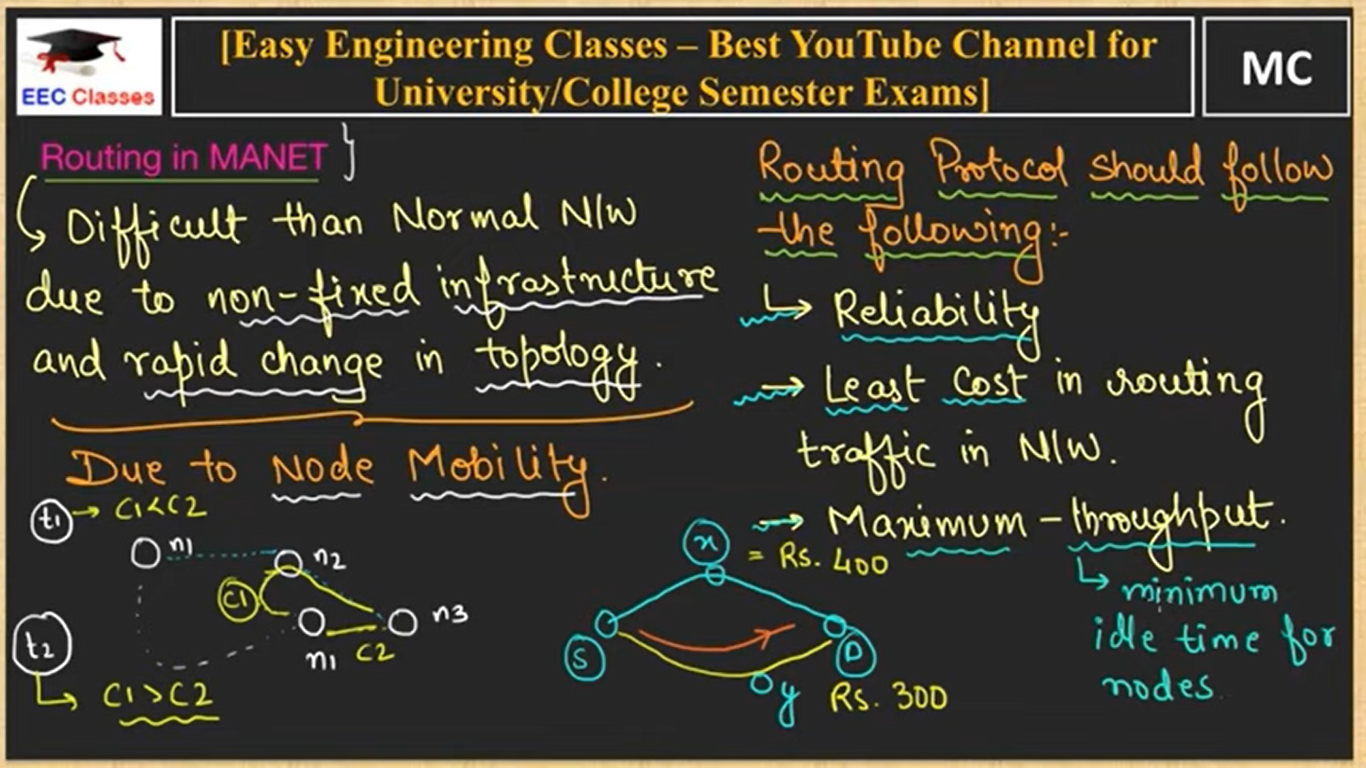 EEC Classes
[Easy Engineering Classes – Best YouTube Channel for
University/College Semester Exams]
MC
Routing in MANET }
Difficult than Normal N/W
due to non-fixed infrastructure
and rapid change in topology.
Due to Node Mobility.
t1 → C1<C2
n1
n2
C1
n3
n1
C2
t2
C1>C2
Routing Protocol should follow
the following:-
→ Reliability
→ Least Cost in routing
traffic in N/W.
→ Maximum-throughput.
minimum
idle time for
nodes.
x
= Rs. 400
S
D
y
Rs. 300